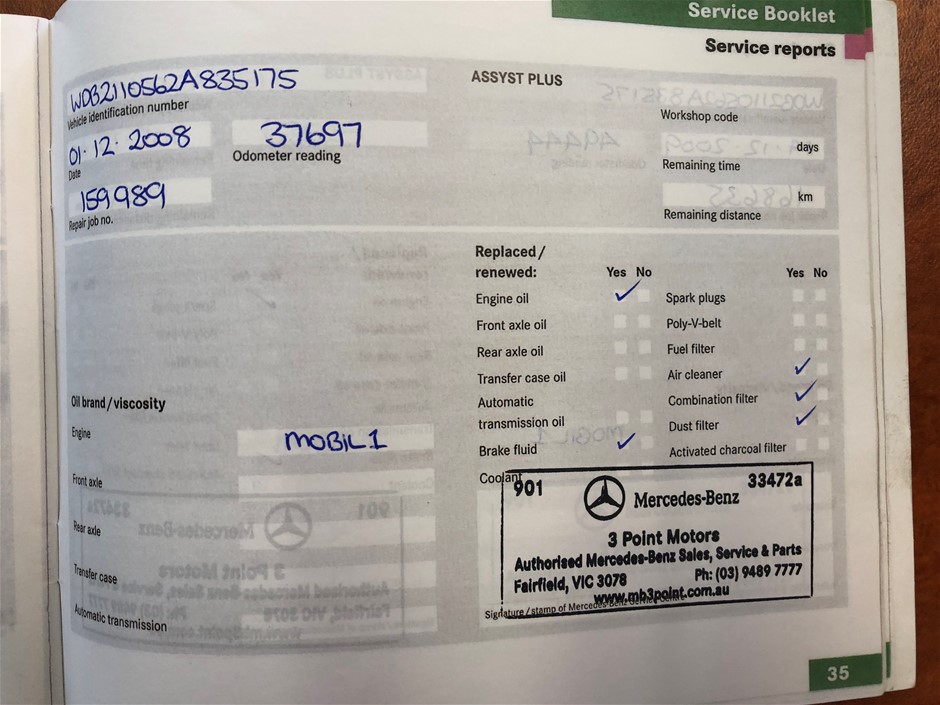 Service Booklet
Service reports
WDB2110562A835175
Vehicle identification number
ASSYST PLUS
Workshop code
01.12.2008
Date
37697
Odometer reading
days
Remaining time
159989
Repair job no.
km
Remaining distance
Replaced /
renewed:
Yes No
Yes No
Engine oil
Spark plugs
Front axle oil
Poly-V-belt
Rear axle oil
Fuel filter
Transfer case oil
Air cleaner
Automatic
transmission oil
Combination filter
Dust filter
Brake fluid
Activated charcoal filter
Coolant
Oil brand / viscosity
Engine
MOBIL 1
Front axle
Rear axle
Transfer case
Automatic transmission
901
33472a
Mercedes-Benz
3 Point Motors
Authorised Mercedes-Benz Sales, Service & Parts
Fairfield, VIC 3078
Ph: (03) 9489 7777
www.mb3point.com.au
Signature / stamp of Mercedes-Benz Service Centre
35